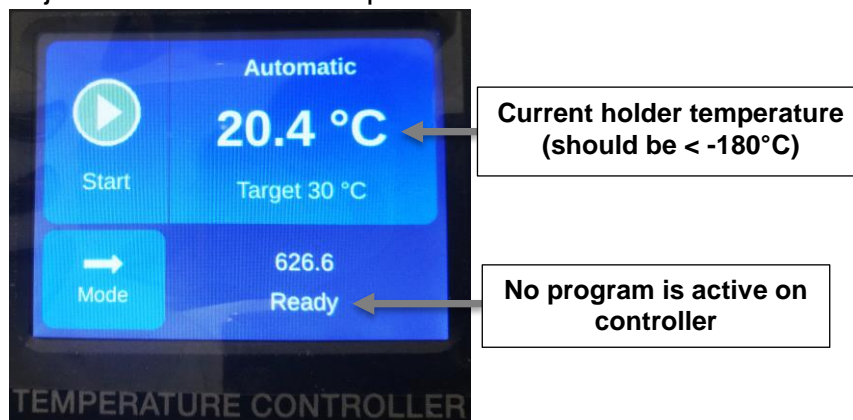 Automatic
20.4 °C
Start
Target 30 °C
Mode
626.6
Ready
TEMPERATURE CONTROLLER
Current holder temperature
(should be < -180°C)
No program is active on
controller